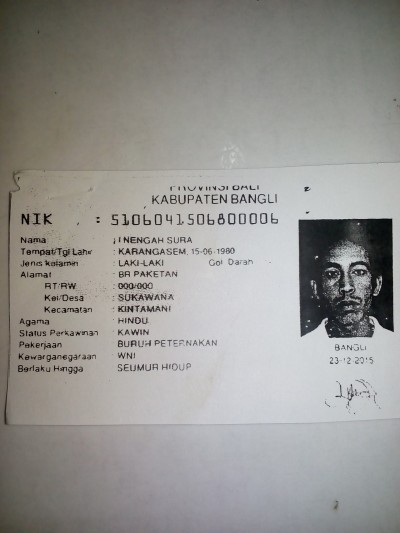 PROVINSI BALI
KABUPATEN BANGLI
NIK : 5106041506800006
Nama : I NENGAH SURA
Tempat/Tgl Lahir : KARANGASEM, 15-06-1980
Jenis kelamin : LAKI-LAKI Gol Darah
Alamat : BR PAKETAN
RT/RW : 000/000
Kel/Desa : SUKAWANA
Kecamatan : KINTAMANI
Agama : HINDU
Status Perkawinan : KAWIN
Pekerjaan : BURUH PETERNAKAN
Kewarganegaraan : WNI
Berlaku Hingga : SEUMUR HIDUP
BANGLI
23-12-2015